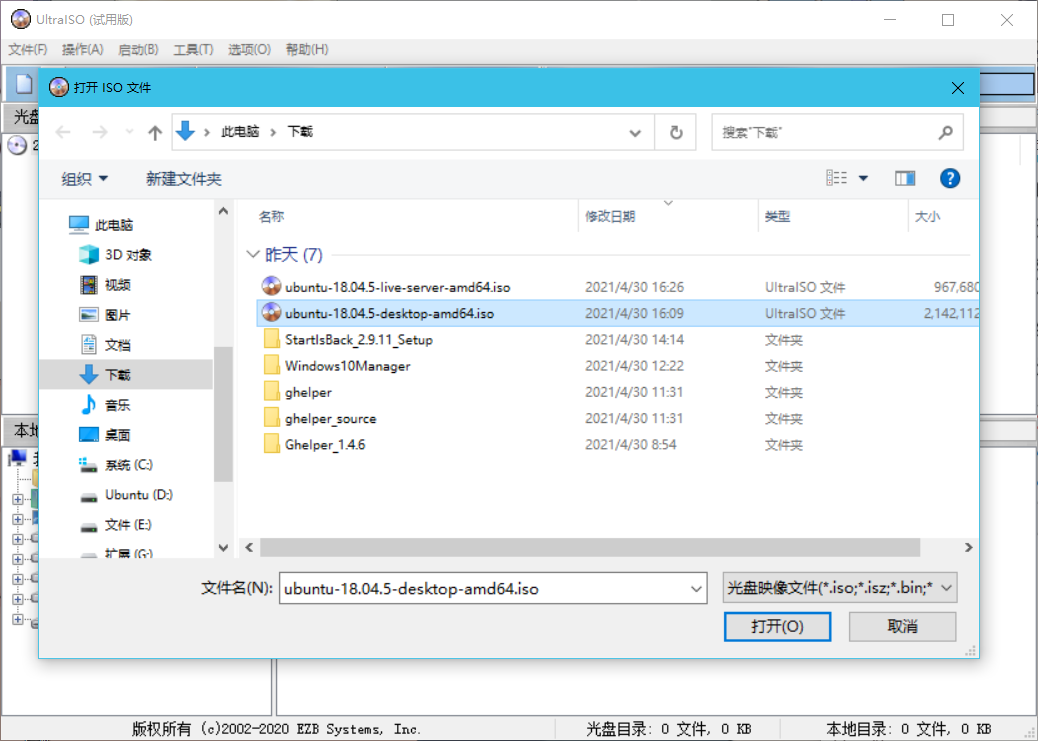 UltraISO (试用版)
文件(F) 操作(A) 启动(B) 工具(T) 选项(O) 帮助(H)
打开 ISO 文件
光盘
此电脑 下载
搜索"下载"
2
组织 新建文件夹
名称 修改日期 类型 大小
此电脑
3D 对象
视频
图片
文档
下载
音乐
桌面
系统 (C:)
Ubuntu (D:)
文件 (E:)
扩展 (G:)
昨天 (7)
ubuntu-18.04.5-live-server-amd64.iso 2021/4/30 16:26 UltraISO 文件 967,680
ubuntu-18.04.5-desktop-amd64.iso 2021/4/30 16:09 UltraISO 文件 2,142,112
StartIsBack_2.9.11_Setup 2021/4/30 14:14 文件夹
Windows10Manager 2021/4/30 12:22 文件夹
ghelper 2021/4/30 11:31 文件夹
ghelper_source 2021/4/30 11:31 文件夹
Ghelper_1.4.6 2021/4/30 8:54 文件夹
本地
文件名(N): ubuntu-18.04.5-desktop-amd64.iso 光盘映像文件(*.iso;*.isz;*.bin;*
打开(O) 取消
版权所有 (c)2002-2020 EZB Systems, Inc. 光盘目录: 0 文件, 0 KB 本地目录: 0 文件, 0 KB